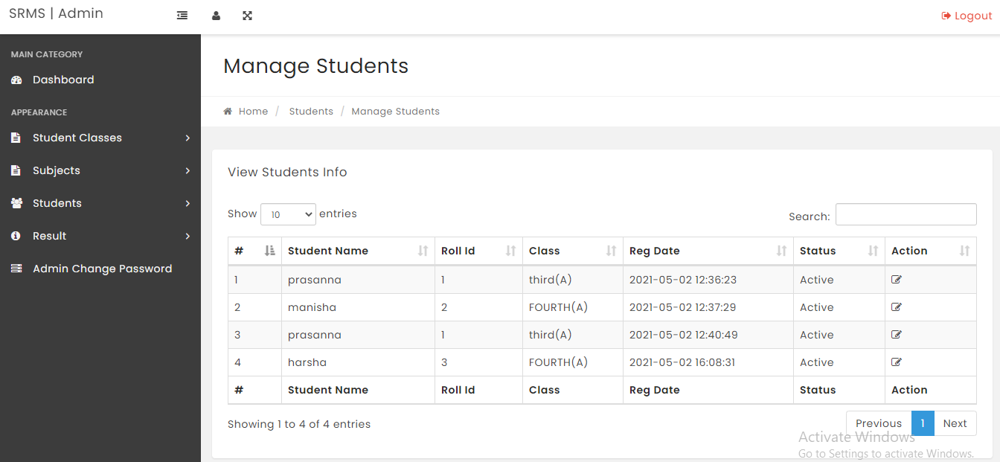 SRMS | Admin
Logout
MAIN CATEGORY
Dashboard
APPEARANCE
Student Classes
Subjects
Students
Result
Admin Change Password
Manage Students
Home / Students / Manage Students
View Students Info
Show 10 entries
Search:
# Student Name Roll Id Class Reg Date Status Action
1 prasanna 1 third(A) 2021-05-02 12:36:23 Active
2 manisha 2 FOURTH(A) 2021-05-02 12:37:29 Active
3 prasanna 1 third(A) 2021-05-02 12:40:49 Active
4 harsha 3 FOURTH(A) 2021-05-02 16:08:31 Active
# Student Name Roll Id Class Reg Date Status Action
Showing 1 to 4 of 4 entries
Previous 1 Next
Activate Windows
Go to Settings to activate Windows.